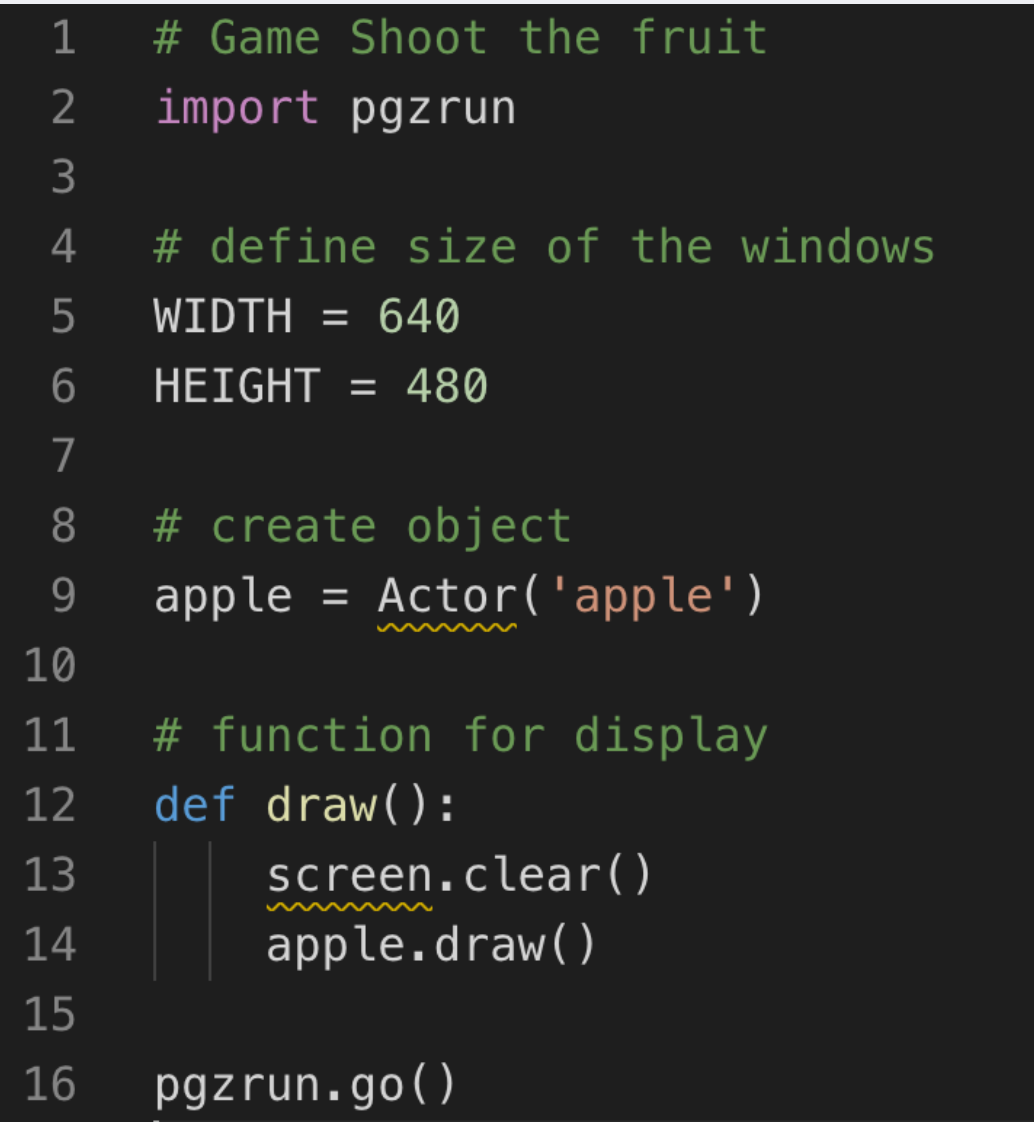 1 # Game Shoot the fruit
2 import pgzrun
3
4 # define size of the windows
5 WIDTH = 640
6 HEIGHT = 480
7
8 # create object
9 apple = Actor('apple')
10
11 # function for display
12 def draw():
13 screen.clear()
14 apple.draw()
15
16 pgzrun.go()